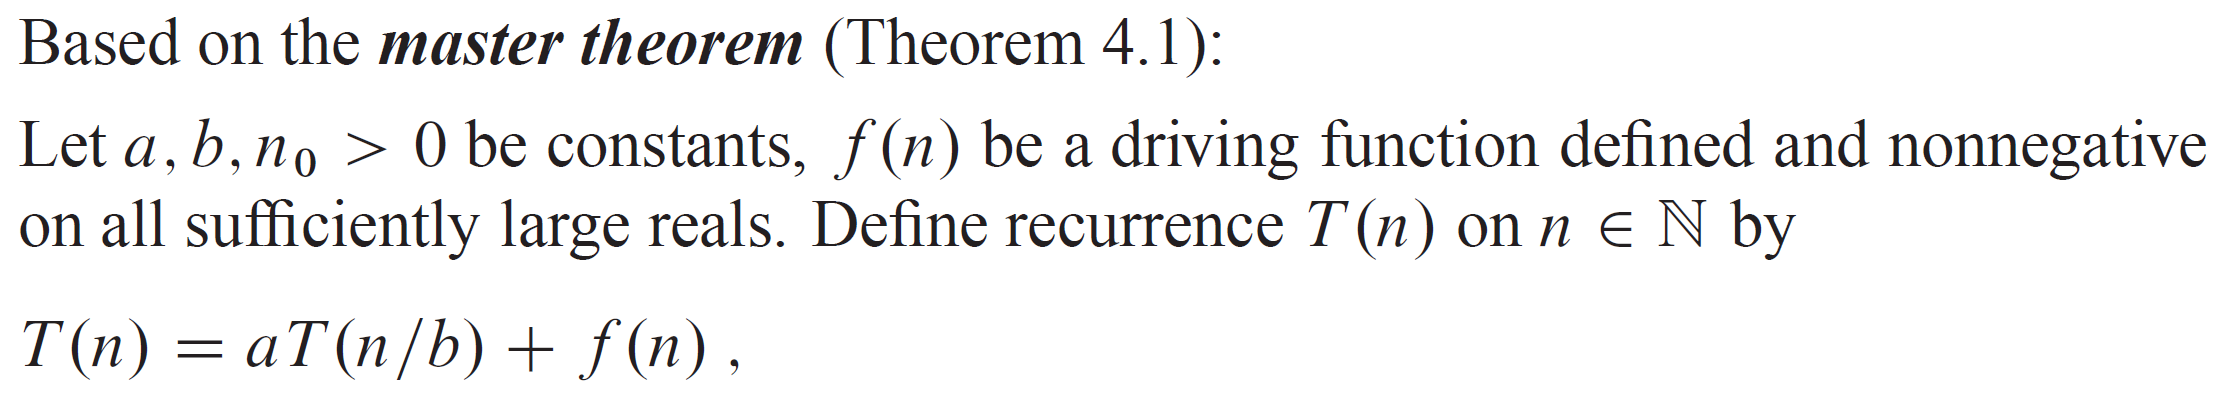 Based on the master theorem (Theorem 4.1):
Let a, b, n₀ > 0 be constants, f(n) be a driving function defined and nonnegative
on all sufficiently large reals. Define recurrence T(n) on n ∈ ℕ by
T(n) = aT(n/b) + f(n) ,